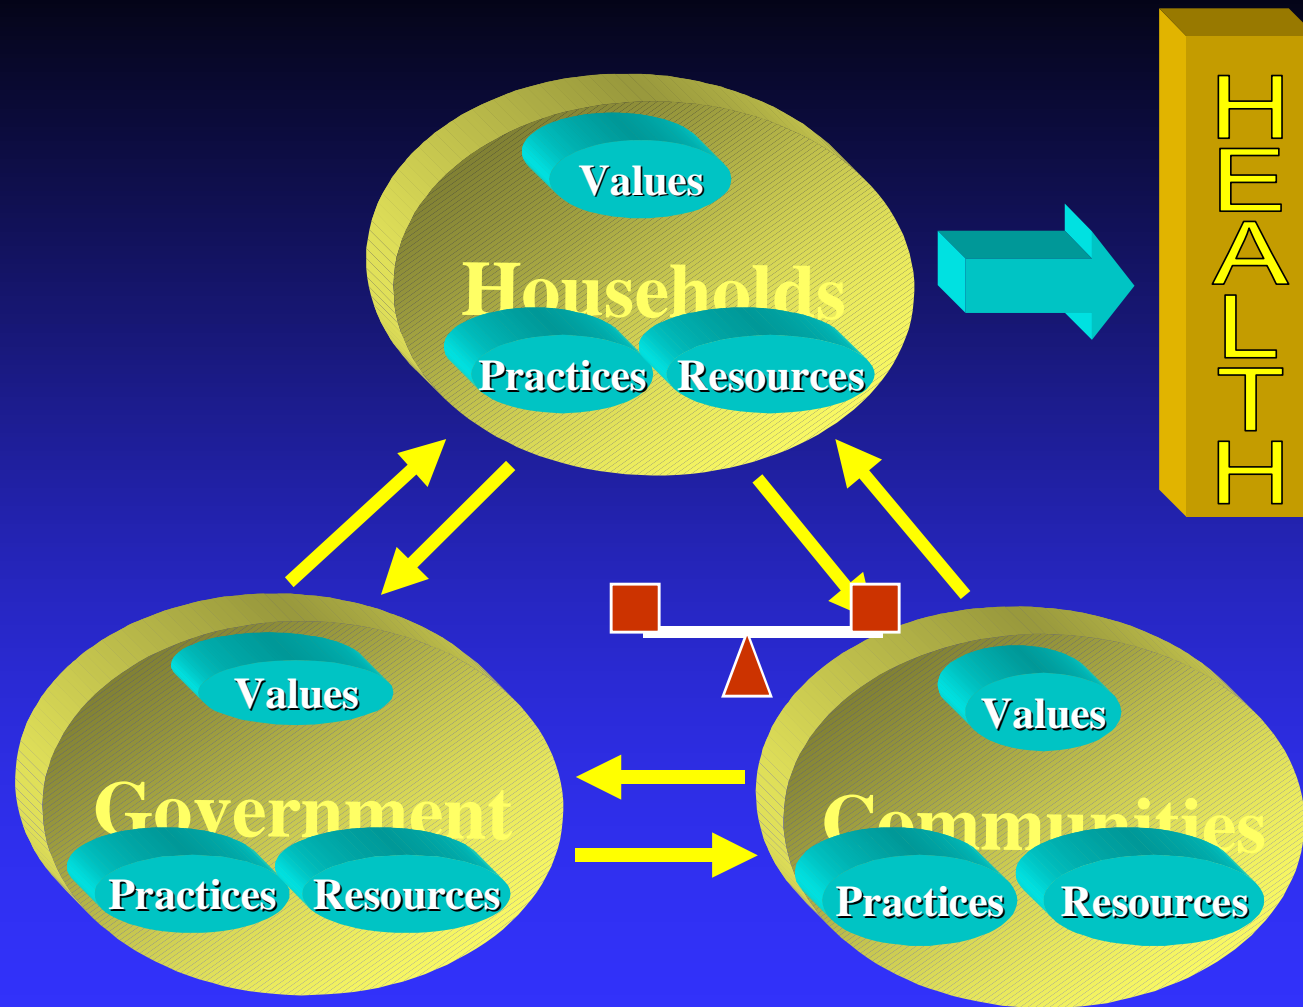 Values
Households
Practices
Resources
HEALTH
Values
Government
Practices
Resources
Values
Communities
Practices
Resources